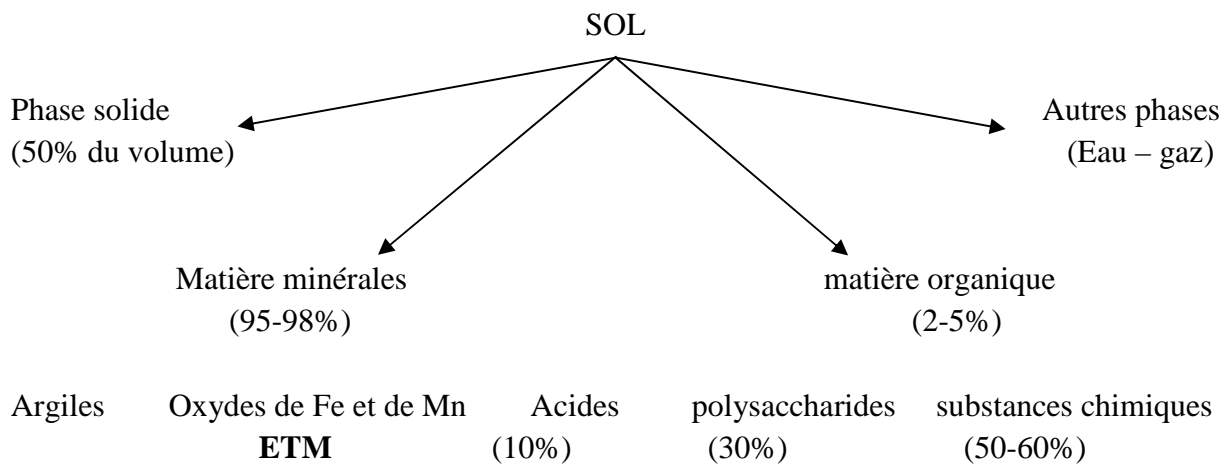 SOL
Phase solide
(50% du volume)
Autres phases
(Eau – gaz)
Matière minérales
(95-98%)
matière organique
(2-5%)
Argiles Oxydes de Fe et de Mn Acides polysaccharides substances chimiques
ETM (10%) (30%) (50-60%)